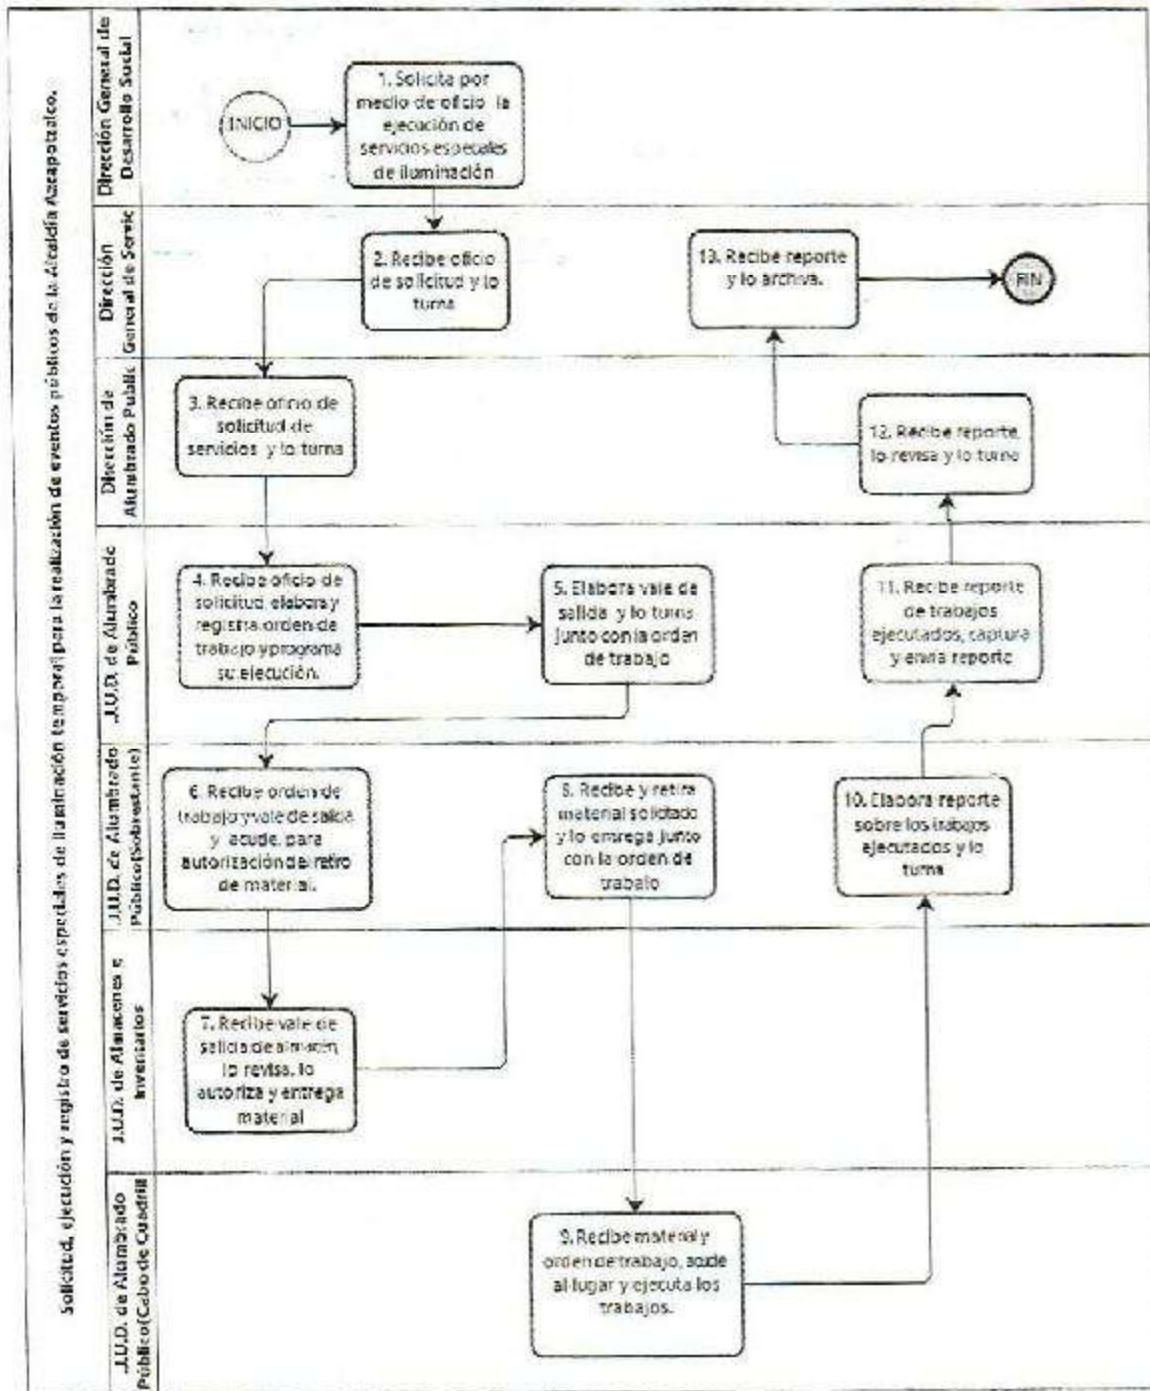 Solicitud, ejecución y registro de servicios especiales de iluminación temporal para la realización de eventos públicos de la Alcaldía Azcapotzalco.
Dirección General de
Desarrollo Social
INICIO
1. Solicita por
medio de oficio la
ejecución de
servicios especales
de iluminación
Dirección
General de Servic
2. Recibe oficio
de solicitud y lo
turna
13. Recibe reporte
y lo archiva.
FIN
Dirección de
Alumbrado Públic
3. Recibe oficio de
solicitud de
servicios y lo turna
12. Recibe reporte,
lo revisa y lo turna
J.U.D. de Alumbrado
Público
4. Recibe oficio de
solicitud, elabora y
registra orden de
trabajo y programa
su ejecución.
5. Elabora vale de
salida y lo turna
junto con la orden
de trabajo
11. Recibe reporte
de trabajos
ejecutados, captura
y envia reporte
J.U.D. de Alumbrado
Público(Sobrestante)
6. Recibe orden de
trabajo y vale de salida
y acude, para
autorización del retiro
de material.
8. Recibe y retira
material solicitado
y lo entrega junto
con la orden de
trabajo
10. Elabora reporte
sobre los trabajos
ejecutados y lo
turna
J.U.D. de Almacenes e
Inventarios
7. Recibe vale de
salida de almacén,
lo revisa, lo
autoriza y entrega
material
J.U.D. de Alumbrado
Público(Cabo de Cuadrill
9. Recibe material y
orden de trabajo, acude
al lugar y ejecuta los
trabajos.